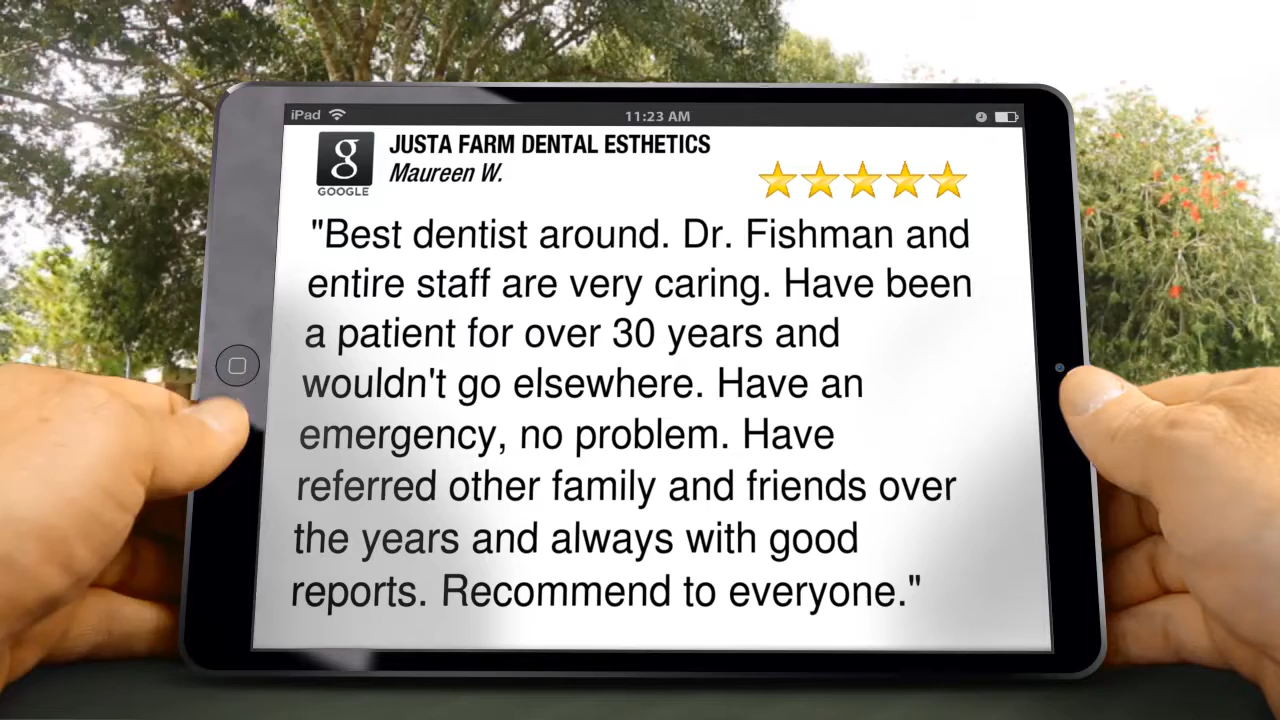 iPad
11:23 AM
g
GOOGLE
JUSTA FARM DENTAL ESTHETICS
Maureen W.
"Best dentist around. Dr. Fishman and
entire staff are very caring. Have been
a patient for over 30 years and
wouldn't go elsewhere. Have an
emergency, no problem. Have
referred other family and friends over
the years and always with good
reports. Recommend to everyone."